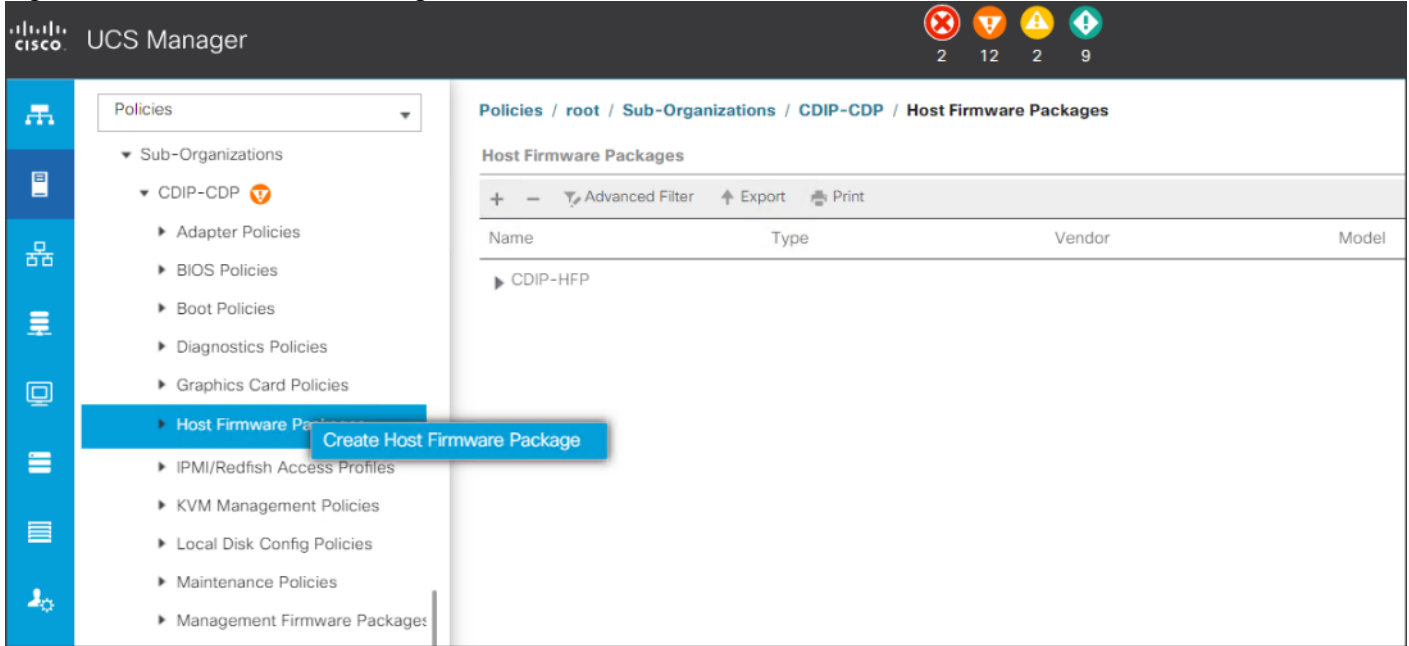 cisco. UCS Manager
2 12 2 9
Policies
Sub-Organizations
CDIP-CDP
Adapter Policies
BIOS Policies
Boot Policies
Diagnostics Policies
Graphics Card Policies
Host Firmware
Create Host Firmware Package
IPMI/Redfish Access Profiles
KVM Management Policies
Local Disk Config Policies
Maintenance Policies
Management Firmware Packages
Policies / root / Sub-Organizations / CDIP-CDP / Host Firmware Packages
Host Firmware Packages
+ − Advanced Filter Export Print
Name Type Vendor Model
CDIP-HFP